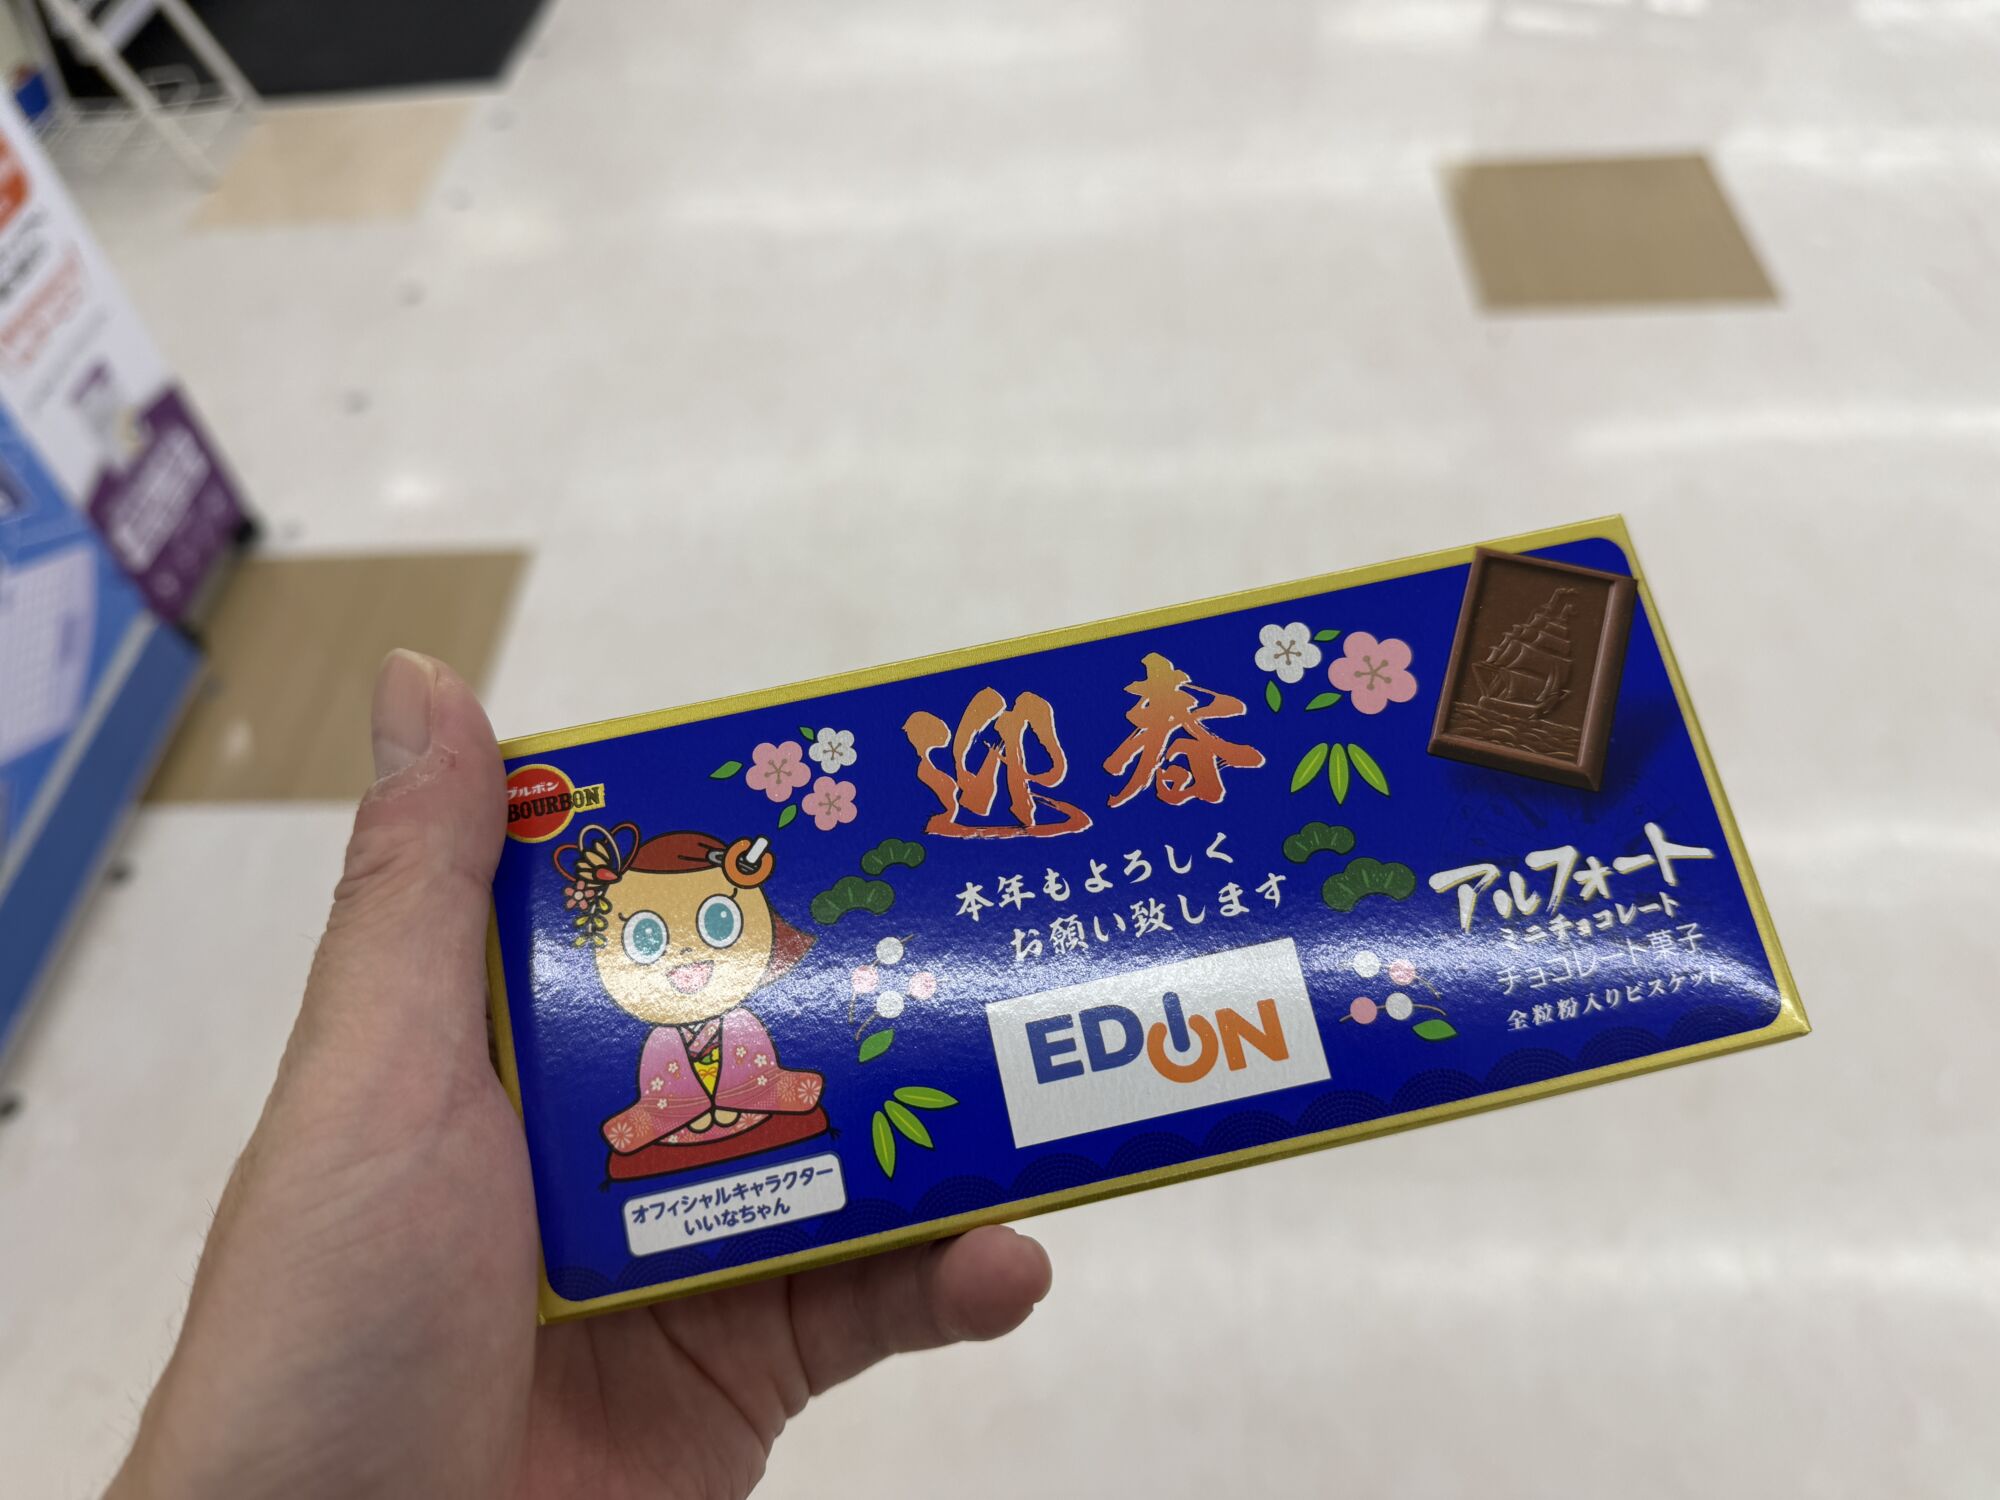 ブルボン
BOURBON
迎春
本年もよろしく
お願い致します
EDION
オフィシャルキャラクター
いいなちゃん
アルフォート
ミニチョコレート
チョコレート菓子
全粒粉入りビスケット